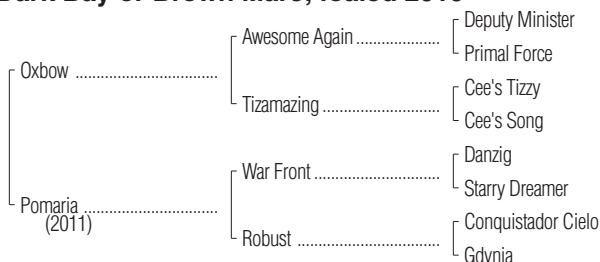 Deputy Minister
Awesome Again
Primal Force
Oxbow
Cee's Tizzy
Tizamazing
Cee's Song
Danzig
War Front
Starry Dreamer
Pomaria
(2011)
Conquistador Cielo
Robust
Gdynia